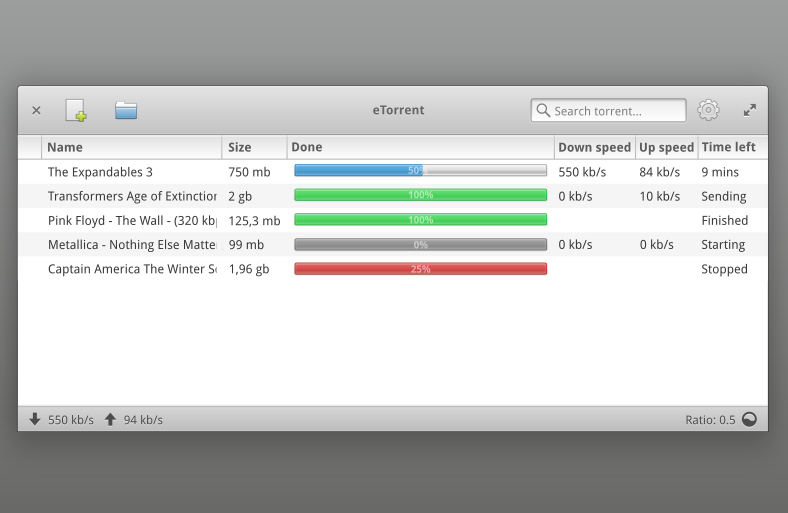 eTorrent
Search torrent...
Name Size Done Down speed Up speed Time left
The Expandables 3 750 mb 50% 550 kb/s 84 kb/s 9 mins
Transformers Age of Extinction 2 gb 100% 0 kb/s 10 kb/s Sending
Pink Floyd - The Wall - (320 kb 125,3 mb 100% Finished
Metallica - Nothing Else Matte 99 mb 0% 0 kb/s 0 kb/s Starting
Captain America The Winter S 1,96 gb 25% Stopped
550 kb/s 94 kb/s Ratio: 0.5